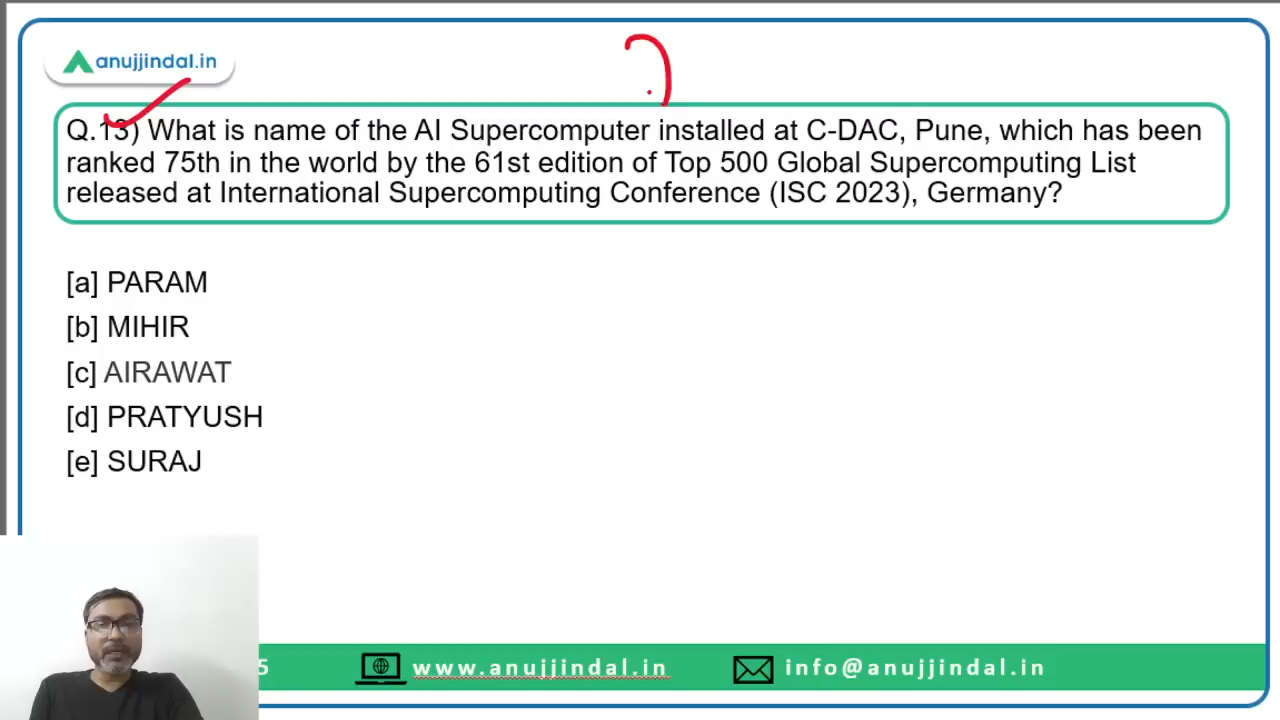 anujjindal.in
Q.13) What is name of the AI Supercomputer installed at C-DAC, Pune, which has been
ranked 75th in the world by the 61st edition of Top 500 Global Supercomputing List
released at International Supercomputing Conference (ISC 2023), Germany?
[a] PARAM
[b] MIHIR
[c] AIRAWAT
[d] PRATYUSH
[e] SURAJ
5 www.anujjindal.in info@anujjindal.in